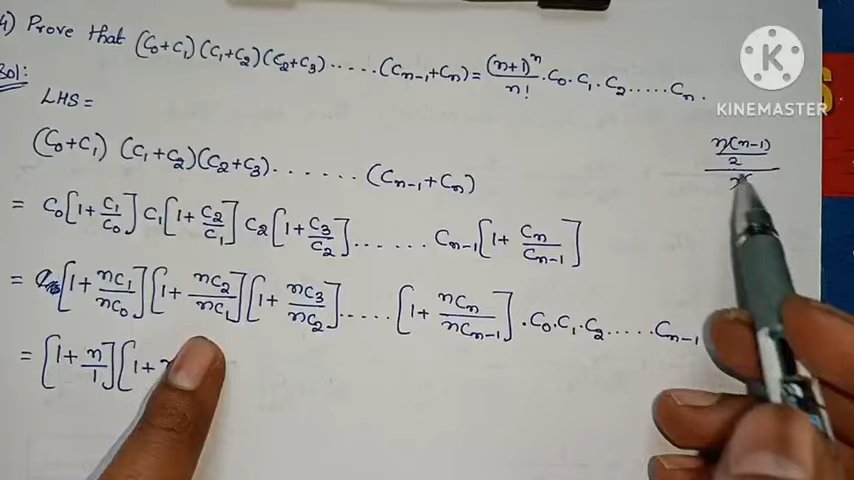 4) Prove that (C₀+C₁)(C₁+C₂)(C₂+C₃).....(Cₙ₋₁+Cₙ) = (n+1)ⁿ/n! . C₀. C₁. C₂ ..... Cₙ.
Sol:
LHS =
(C₀+C₁) (C₁+C₂)(C₂+C₃)....... (Cₙ₋₁+Cₙ)
= C₀[1+C₁/C₀] C₁[1+C₂/C₁] C₂[1+C₃/C₂]....... Cₙ₋₁[1+Cₙ/Cₙ₋₁]
= [1+nC₁/nC₀][1+nC₂/nC₁][1+nC₃/nC₂]..... [1+nCₙ/nCₙ₋₁] .C₀.C₁.C₂.....Cₙ₋₁
= [1+n/1][1+
n(n-1)/2
KINEMASTER